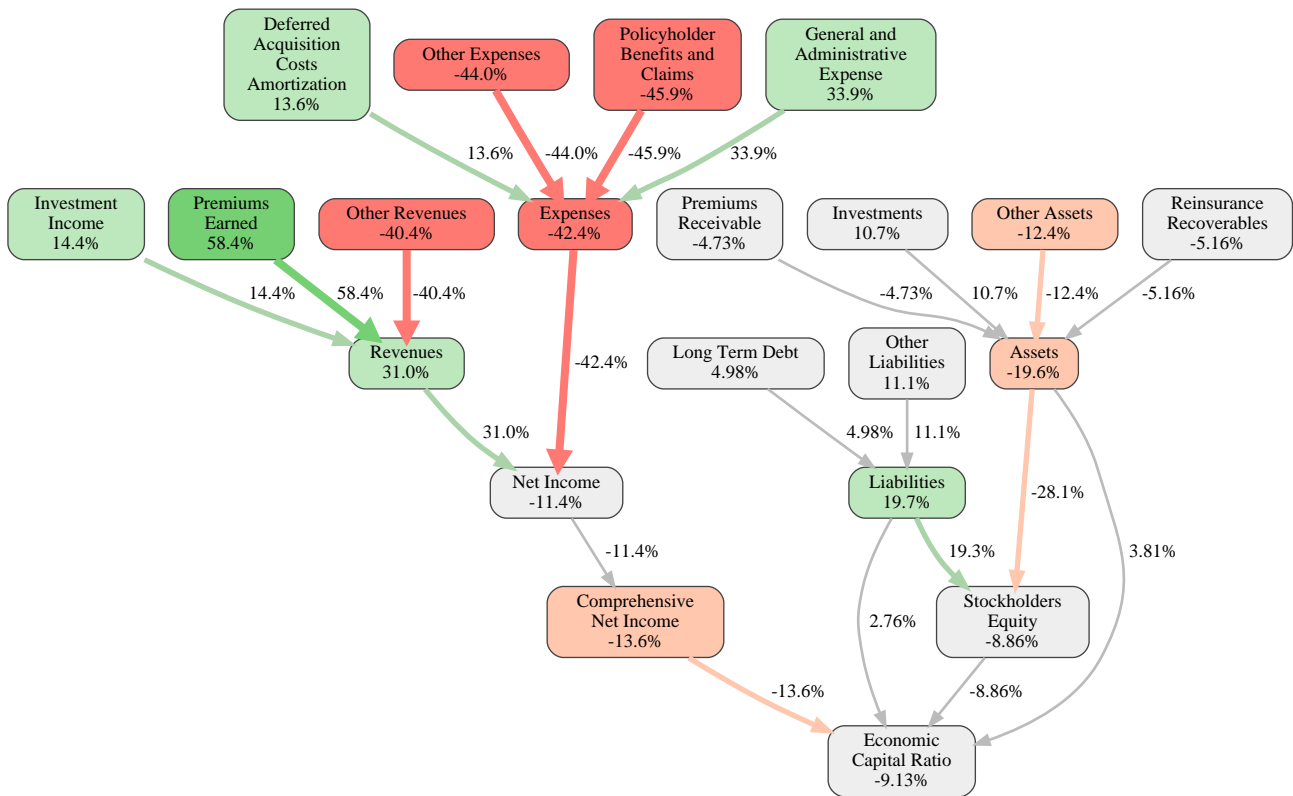 Deferred
Acquisition
Costs
Amortization
13.6%
Other Expenses
-44.0%
Policyholder
Benefits and
Claims
-45.9%
General and
Administrative
Expense
33.9%
13.6%
-44.0%
-45.9%
33.9%
Investment
Income
14.4%
Premiums
Earned
58.4%
Other Revenues
-40.4%
Expenses
-42.4%
Premiums
Receivable
-4.73%
Investments
10.7%
Other Assets
-12.4%
Reinsurance
Recoverables
-5.16%
14.4%
58.4%
-40.4%
-42.4%
-4.73%
10.7%
-12.4%
-5.16%
Revenues
31.0%
Long Term Debt
4.98%
Other
Liabilities
11.1%
Assets
-19.6%
31.0%
4.98%
11.1%
Net Income
-11.4%
Liabilities
19.7%
-28.1%
-11.4%
19.3%
3.81%
Comprehensive
Net Income
-13.6%
2.76%
Stockholders
Equity
-8.86%
-13.6%
-8.86%
Economic
Capital Ratio
-9.13%